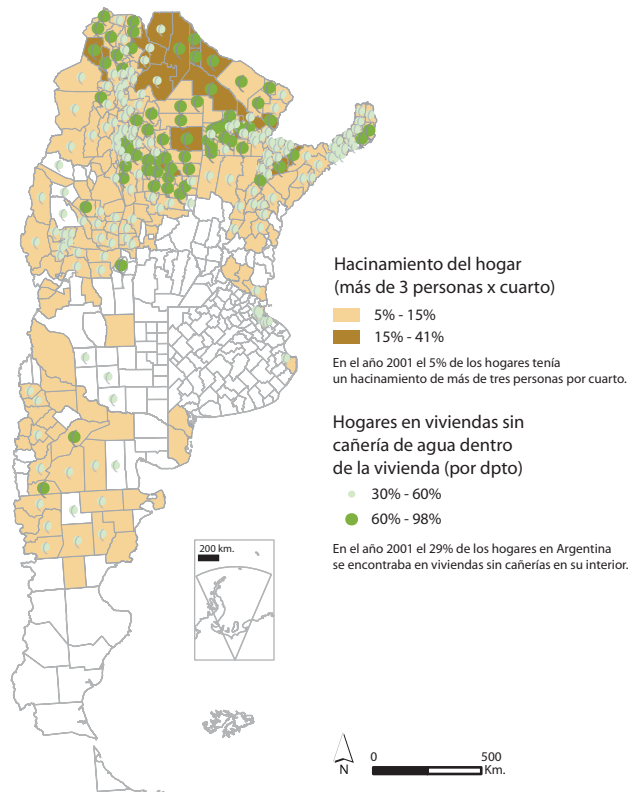 Hacinamiento del hogar
(más de 3 personas x cuarto)
5% - 15%
15% - 41%
En el año 2001 el 5% de los hogares tenía
un hacinamiento de más de tres personas por cuarto.
Hogares en viviendas sin
cañería de agua dentro
de la vivienda (por dpto)
30% - 60%
60% - 98%
En el año 2001 el 29% de los hogares en Argentina
se encontraba en viviendas sin cañerías en su interior.
200 km.
N
0 500
Km.